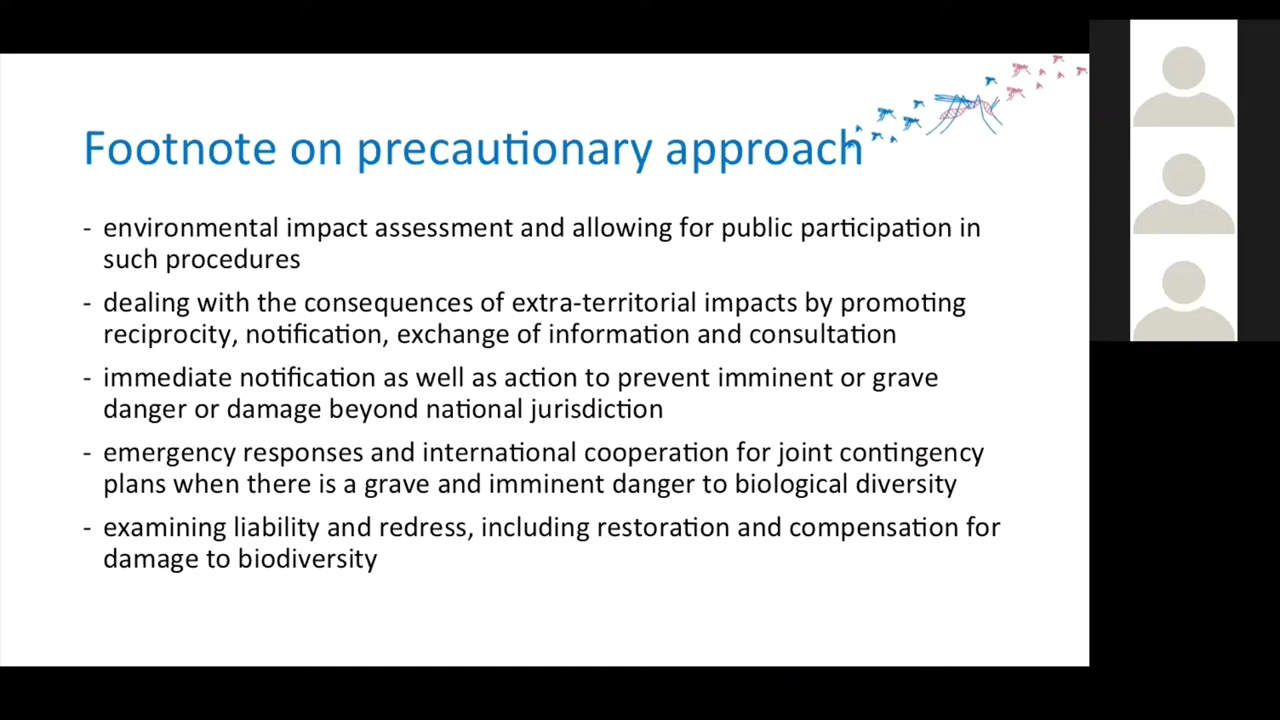 Footnote on precautionary approach
- environmental impact assessment and allowing for public participation in
such procedures
- dealing with the consequences of extra-territorial impacts by promoting
reciprocity, notification, exchange of information and consultation
- immediate notification as well as action to prevent imminent or grave
danger or damage beyond national jurisdiction
- emergency responses and international cooperation for joint contingency
plans when there is a grave and imminent danger to biological diversity
- examining liability and redress, including restoration and compensation for
damage to biodiversity